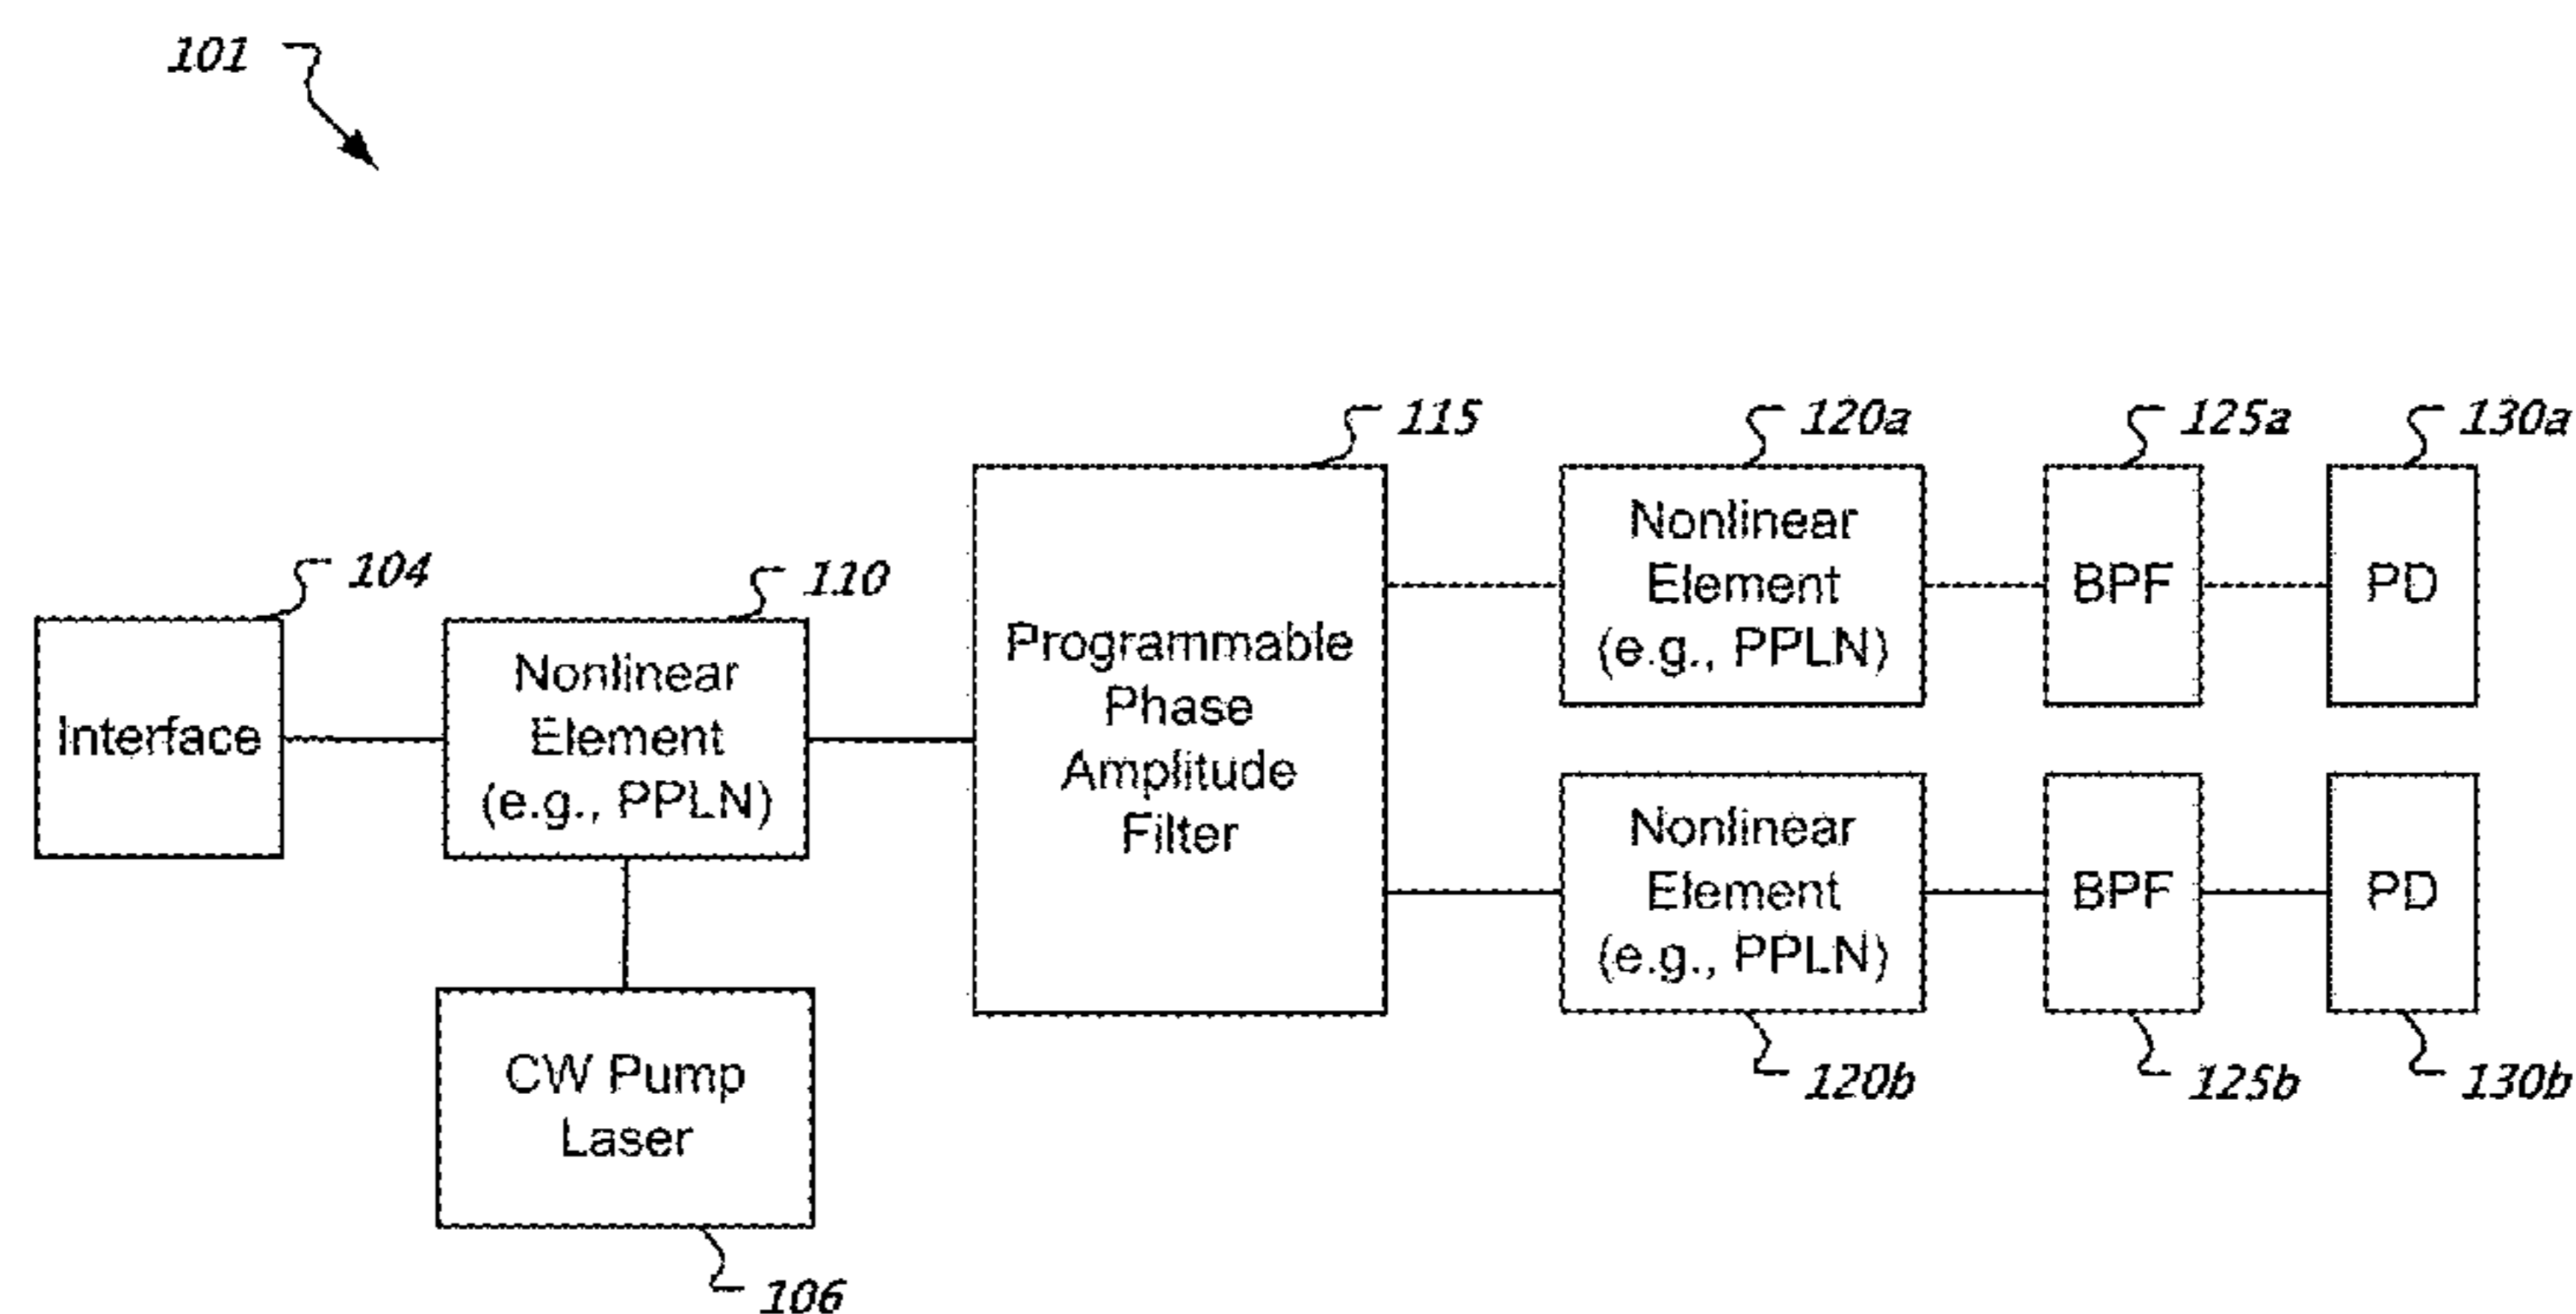 101
115
120a
125a
130a
104
110
Interface
Nonlinear
Element
(e.g., PPLN)
Programmable
Phase
Amplitude
Filter
Nonlinear
Element
(e.g., PPLN)
BPF
PD
Nonlinear
Element
(e.g., PPLN)
BPF
PD
CW Pump
Laser
120b
125b
130b
106